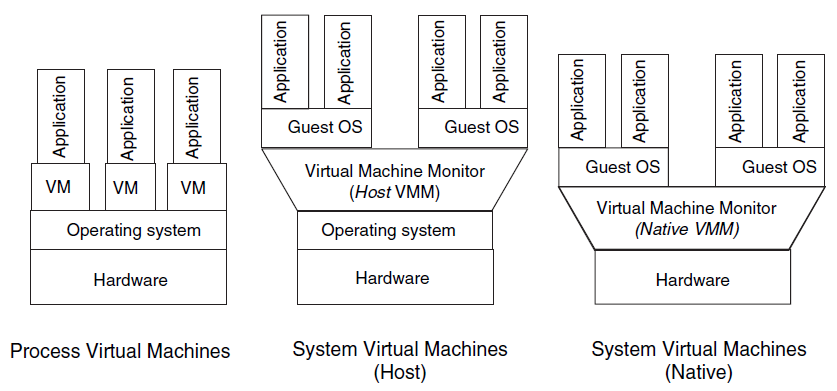 Application
Application
Application
VM
VM
VM
Operating system
Hardware
Process Virtual Machines
Application
Application
Application
Application
Guest OS
Guest OS
Virtual Machine Monitor
(Host VMM)
Operating system
Hardware
System Virtual Machines
(Host)
Application
Application
Application
Application
Guest OS
Guest OS
Virtual Machine Monitor
(Native VMM)
Hardware
System Virtual Machines
(Native)